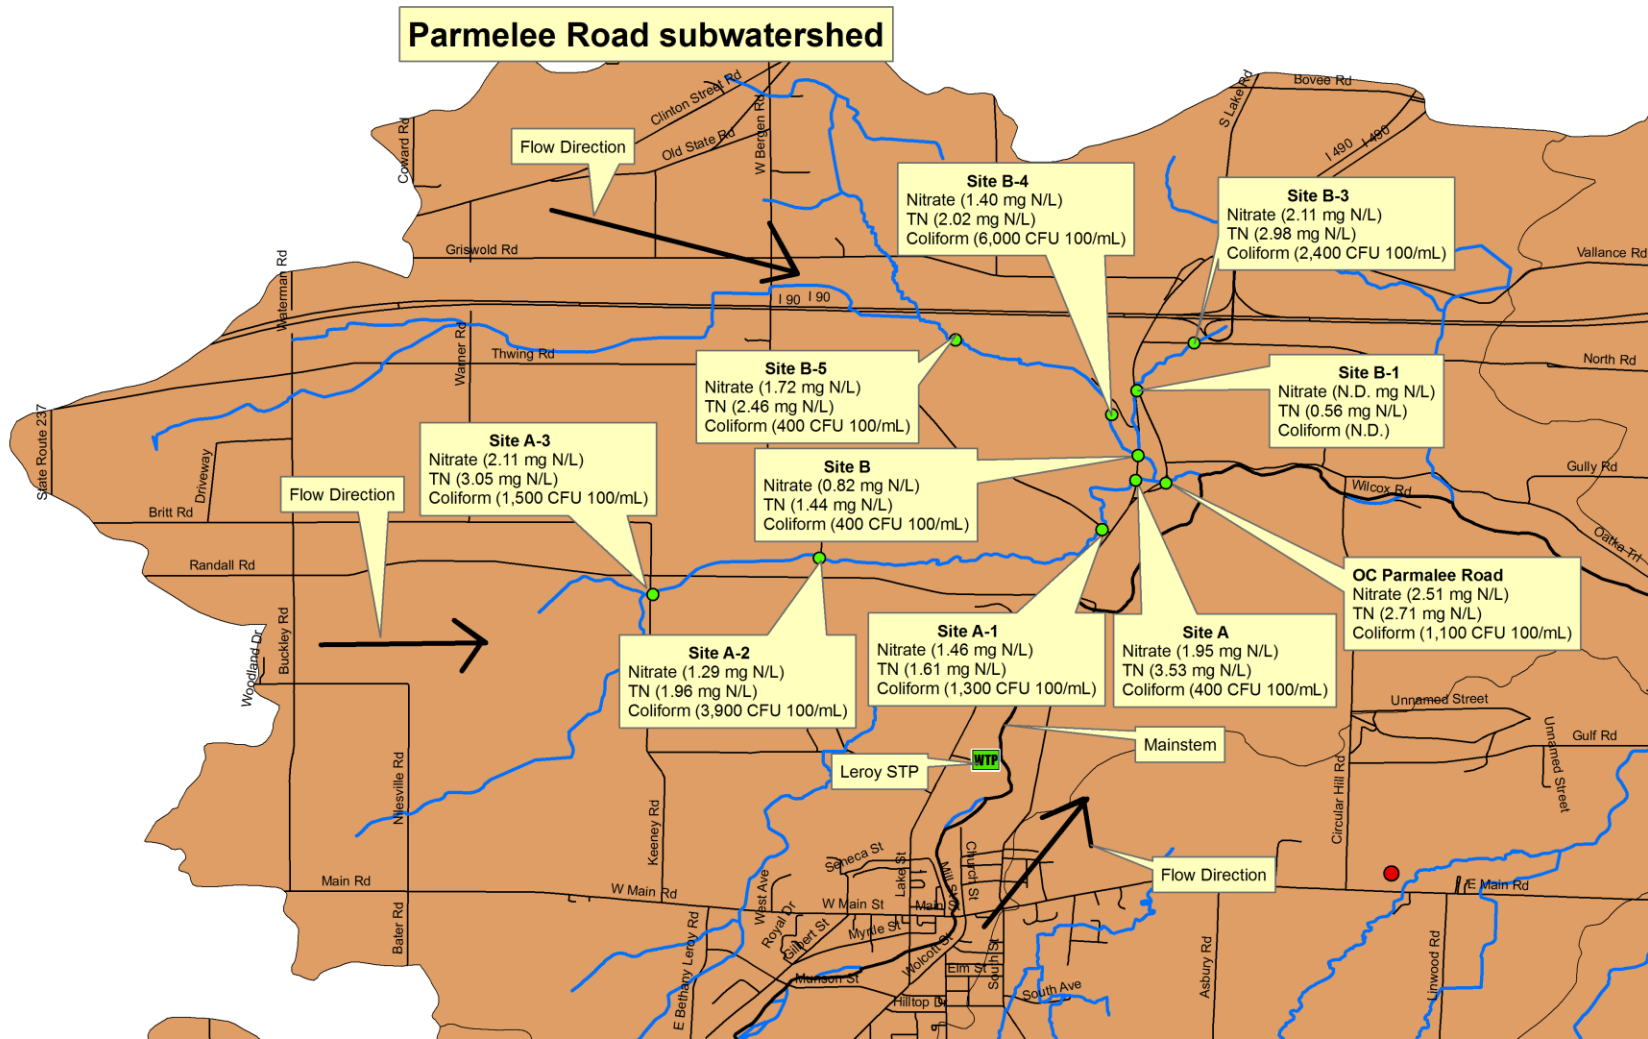 Parmelee Road subwatershed
Bovee Rd
Clinton Street Rd
S Lake Rd
Coward Rd
W Bergen Rd
Flow Direction
Old State Rd
I 490
I 490
Site B-4
Nitrate (1.40 mg N/L)
TN (2.02 mg N/L)
Coliform (6,000 CFU 100/mL)
Site B-3
Nitrate (2.11 mg N/L)
TN (2.98 mg N/L)
Coliform (2,400 CFU 100/mL)
Griswold Rd
Vallance Rd
Waterman Rd
I 90
I 90
Warner Rd
Thwing Rd
North Rd
Site B-5
Nitrate (1.72 mg N/L)
TN (2.46 mg N/L)
Coliform (400 CFU 100/mL)
Site B-1
Nitrate (N.D. mg N/L)
TN (0.56 mg N/L)
Coliform (N.D.)
State Route 237
Driveway
Site A-3
Nitrate (2.11 mg N/L)
TN (3.05 mg N/L)
Coliform (1,500 CFU 100/mL)
Site B
Nitrate (0.82 mg N/L)
TN (1.44 mg N/L)
Coliform (400 CFU 100/mL)
Gully Rd
Flow Direction
Wilcox Rd
Britt Rd
Oatka Trl
Randall Rd
OC Parmalee Road
Nitrate (2.51 mg N/L)
TN (2.71 mg N/L)
Coliform (1,100 CFU 100/mL)
Buckley Rd
Woodland Dr
Site A-2
Nitrate (1.29 mg N/L)
TN (1.96 mg N/L)
Coliform (3,900 CFU 100/mL)
Site A-1
Nitrate (1.46 mg N/L)
TN (1.61 mg N/L)
Coliform (1,300 CFU 100/mL)
Site A
Nitrate (1.95 mg N/L)
TN (3.53 mg N/L)
Coliform (400 CFU 100/mL)
Unnamed Street
Unnamed Street
Mainstem
Gulf Rd
Leroy STP
WTP
Nilesville Rd
Keeney Rd
Circular Hill Rd
Seneca St
Lake St
Mill St
Church St
Flow Direction
Main Rd
W Main Rd
West Ave
W Main St
Main St
E Main Rd
Royal Dr
Gilbert St
Myrtle St
Bater Rd
E Bethany Leroy Rd
Wolcott St
South St
Asbury Rd
Linwood Rd
Munson St
Elm St
Hilltop Dr
South Ave